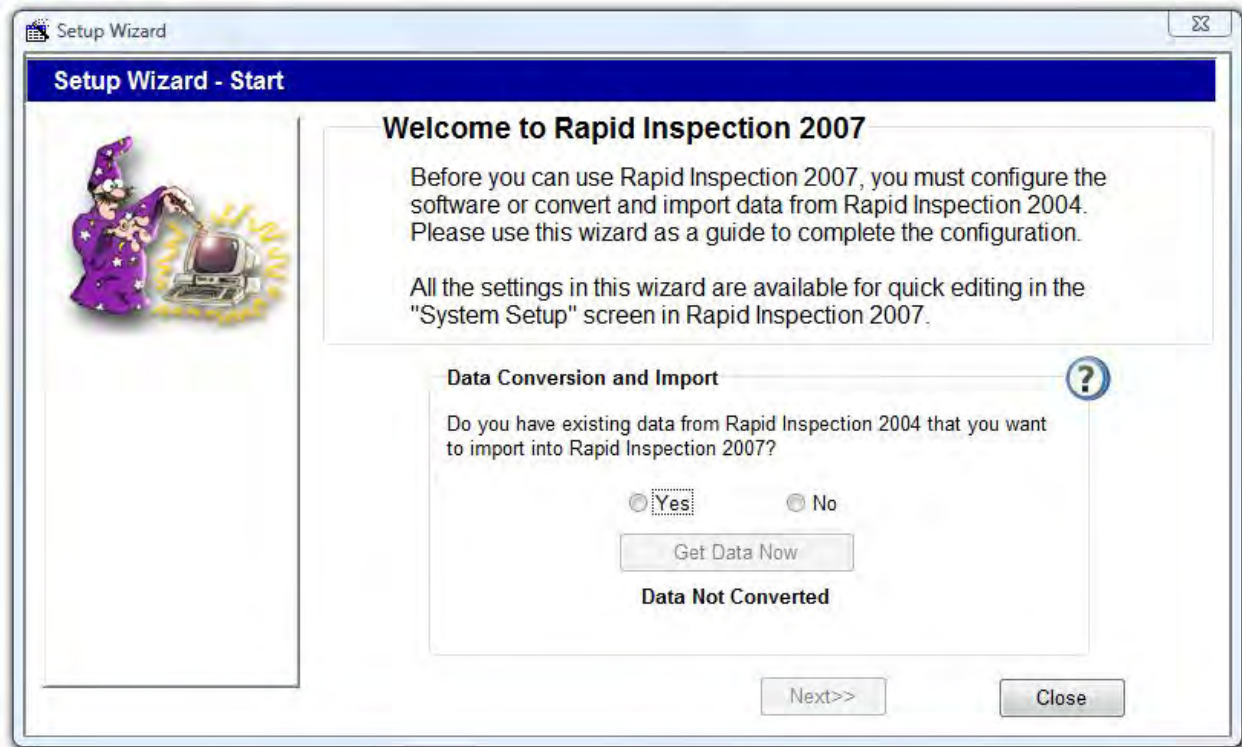 Setup Wizard
Setup Wizard - Start
Welcome to Rapid Inspection 2007
Before you can use Rapid Inspection 2007, you must configure the
software or convert and import data from Rapid Inspection 2004.
Please use this wizard as a guide to complete the configuration.
All the settings in this wizard are available for quick editing in the
"System Setup" screen in Rapid Inspection 2007.
Data Conversion and Import
?
Do you have existing data from Rapid Inspection 2004 that you want
to import into Rapid Inspection 2007?
Yes No
Get Data Now
Data Not Converted
Next>> Close